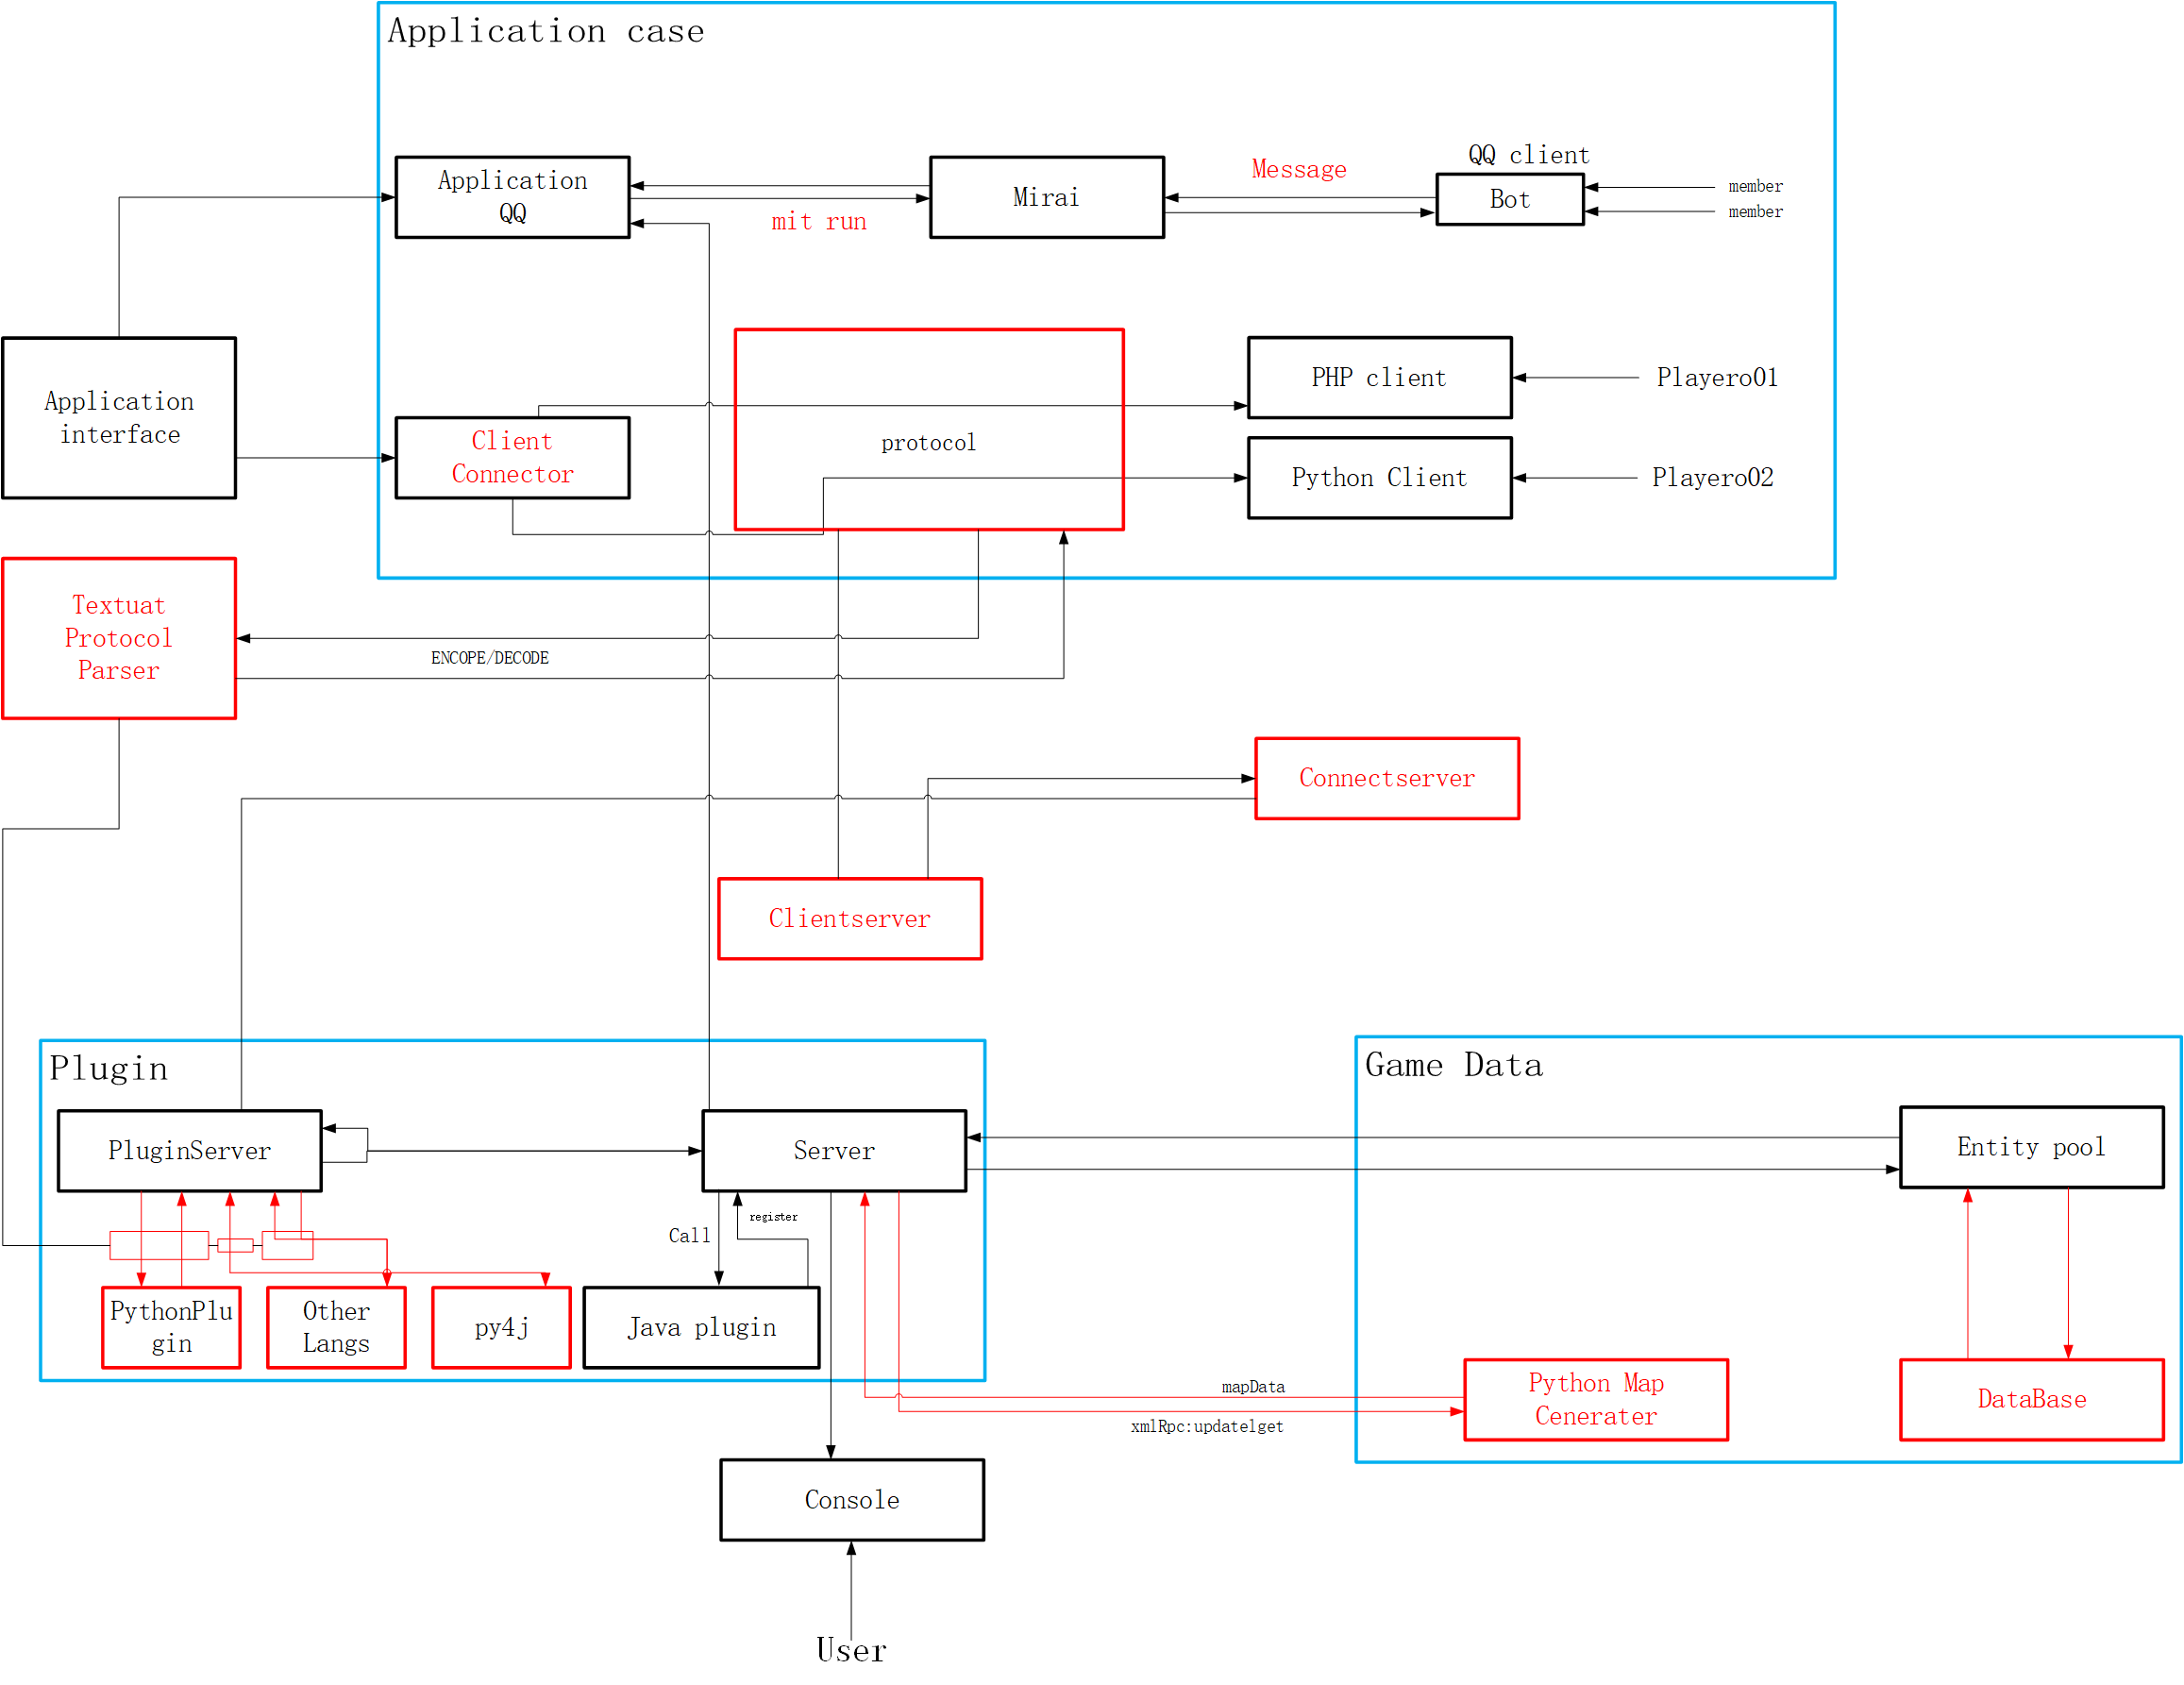 Application case
QQ client
Application
QQ
mit run
Mirai
Message
Bot
member
member
Application
interface
Client
Connector
protocol
PHP client
Playero01
Python Client
Playero02
Textuat
Protocol
Parser
ENCOPE/DECODE
Connectserver
Clientserver
Plugin
PluginServer
Server
Call
register
PythonPlu
gin
Other
Langs
py4j
Java plugin
Game Data
Entity pool
mapData
xmlRpc:updatelget
Python Map
Cenerater
DataBase
Console
User